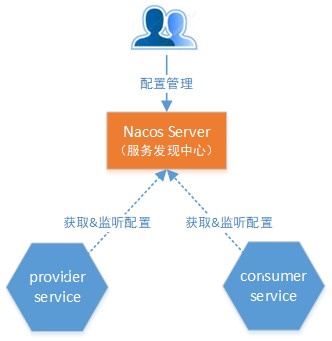 配置管理
Nacos Server
（服务发现中心）
获取&监听配置
获取&监听配置
provider
service
consumer
service